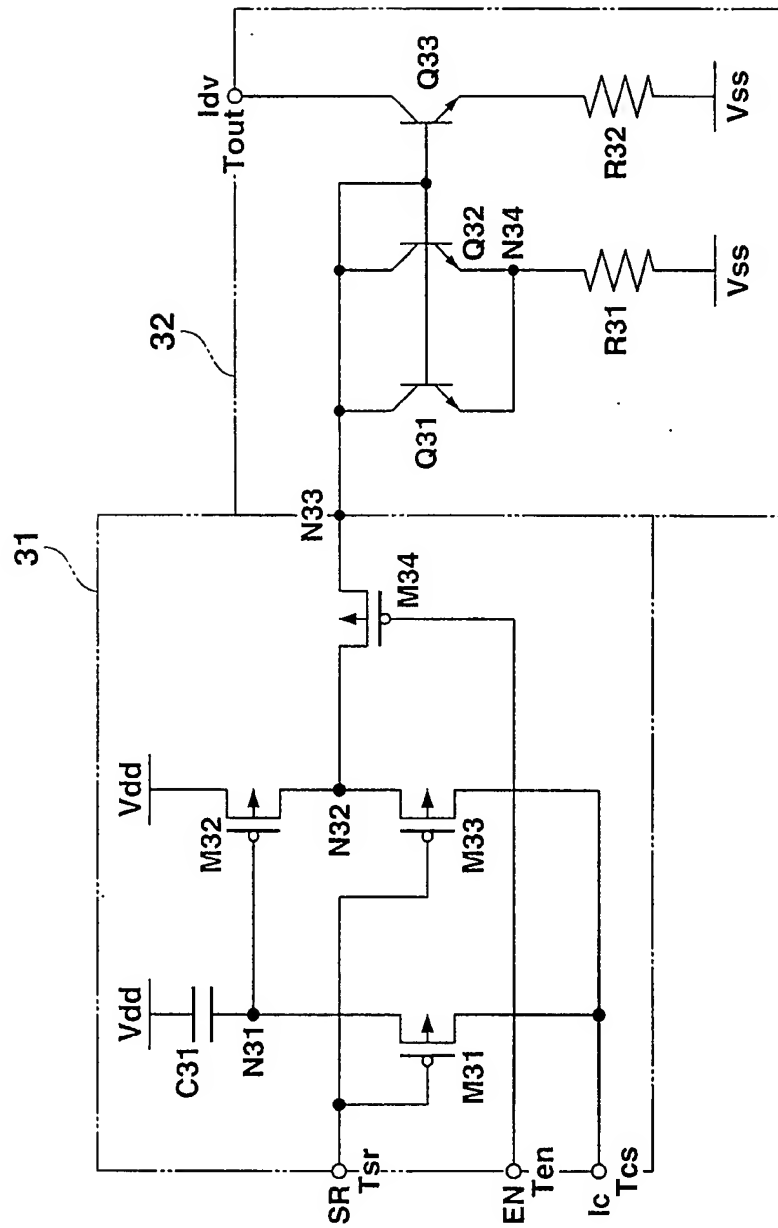 31
32
Vdd
Vdd
C31
N31
M32
N32
M31
M33
M34
N33
SR
Tsr
EN
Ten
Ic
Tcs
Idv
Tout
Q31
Q32
Q33
N34
R31
R32
Vss
Vss